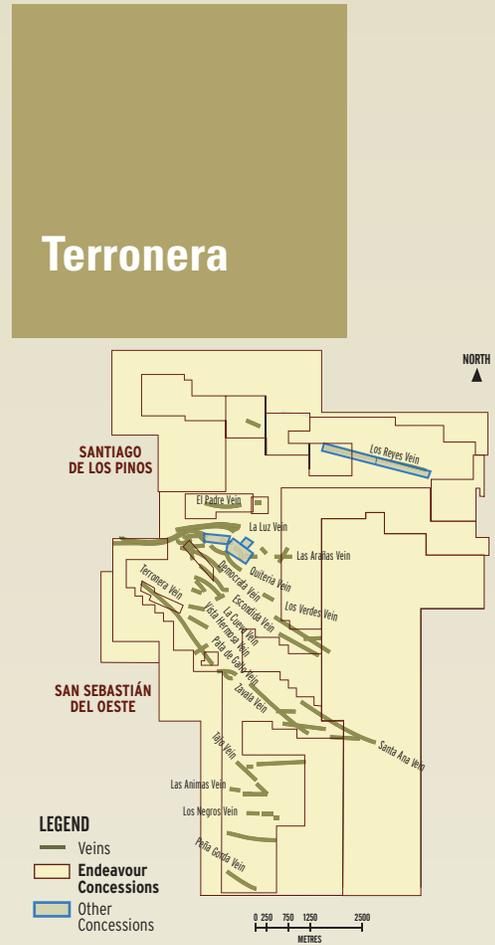 Terronera
NORTH
SANTIAGO
DE LOS PINOS
Los Reyes Vein
El Padre Vein
La Luz Vein
Las Arañas Vein
Quiteria Vein
Democrata Vein
Terronera Vein
Escondida Vein
Los Verdes Vein
La Cueva Vein
Vista Hermosa Vein
Pata de Gallo Vein
Zavala Vein
SAN SEBASTIÁN
DEL OESTE
Santa Ana Vein
Tajo Vein
Las Animas Vein
Los Negros Vein
Peña Gorda Vein
LEGEND
Veins
Endeavour
Concessions
Other
Concessions
0 250 750 1250 2500
METRES